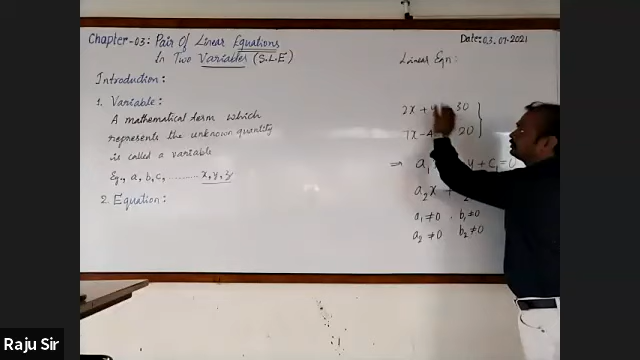 Chapter-03: Pair Of Linear Equations
In Two Variables (S.L.E)
Date: 03.07.2021
Introduction:
1. Variable:
A mathematical term which
represents the unknown quantity
is called a variable
Eg., a, b, c, .......... x, y, z
2. Equation:
Linear Eqn:
2x + 30
7x - 20
⇒ a1 y + c1 = 0
a2x +
a1 ≠ 0 , b1 ≠ 0
a2 ≠ 0 b2 ≠ 0
Raju Sir